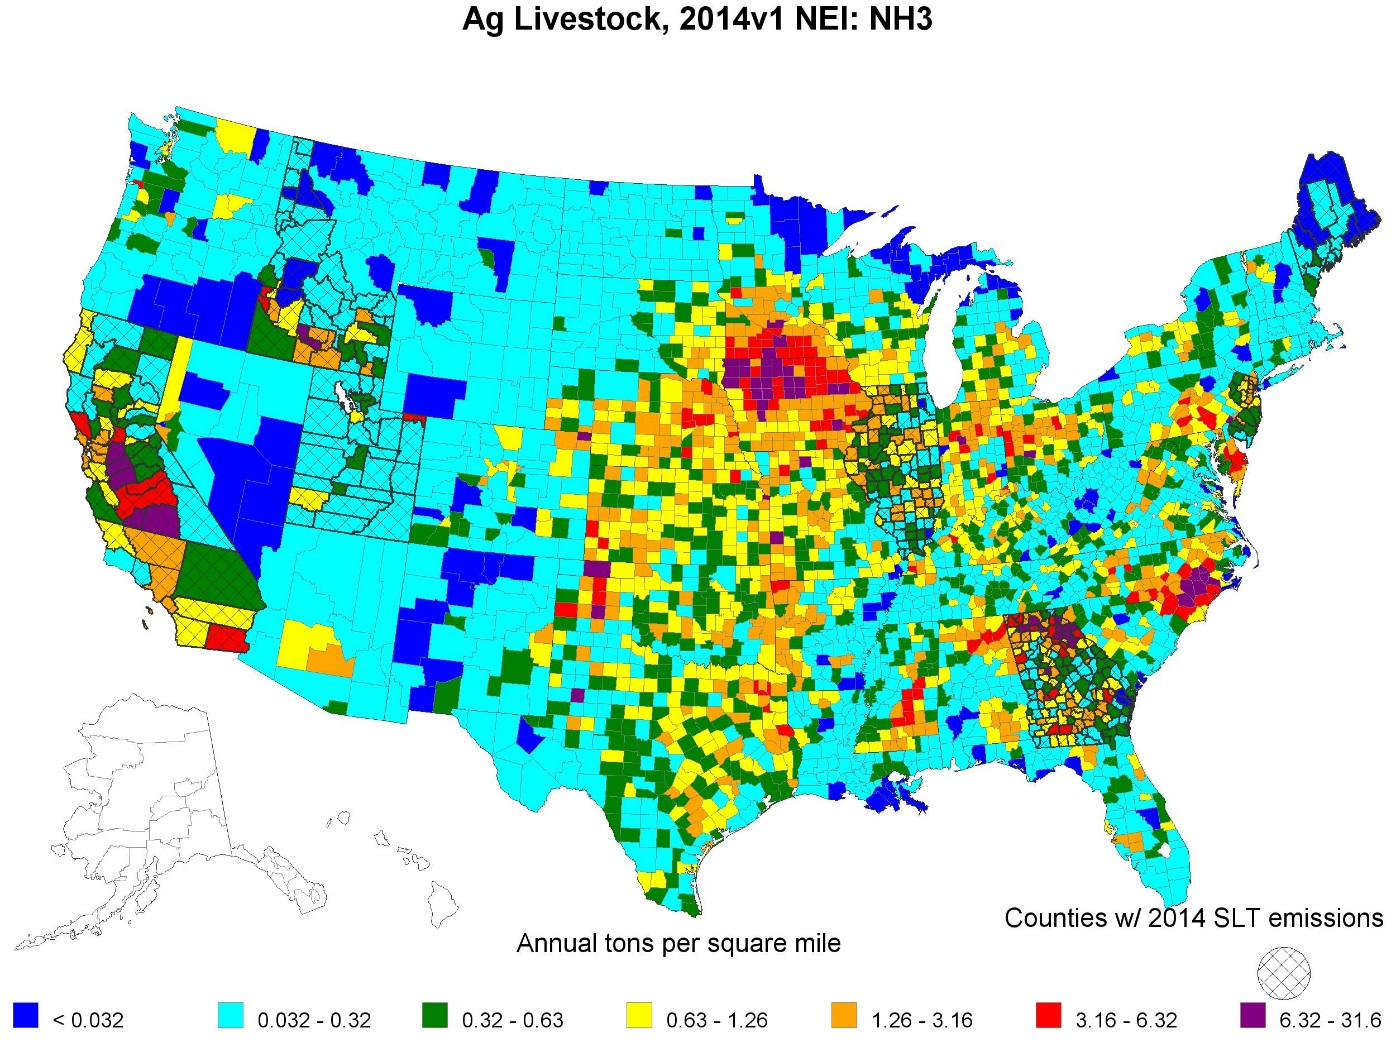 Ag Livestock, 2014v1 NEI: NH3
Counties w/ 2014 SLT emissions
Annual tons per square mile
< 0.032
0.032 - 0.32
0.32 - 0.63
0.63 - 1.26
1.26 - 3.16
3.16 - 6.32
6.32 - 31.6